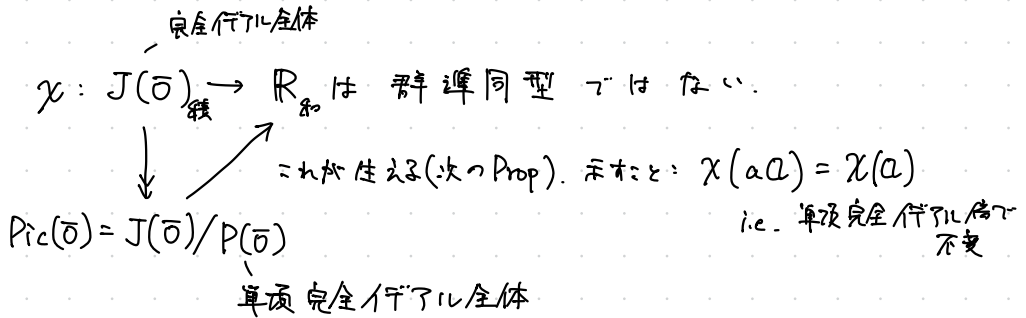 完全イデアル全体
χ : J(ō)積 → ℝ和 は 群準同型 ではない.
これが生える(次のProp). 示すこと: χ(a𝔞) = χ(𝔞)
i.e. 単項完全イデアル倍で
不変
Pic(ō) = J(ō)/P(ō)
単項完全イデアル全体